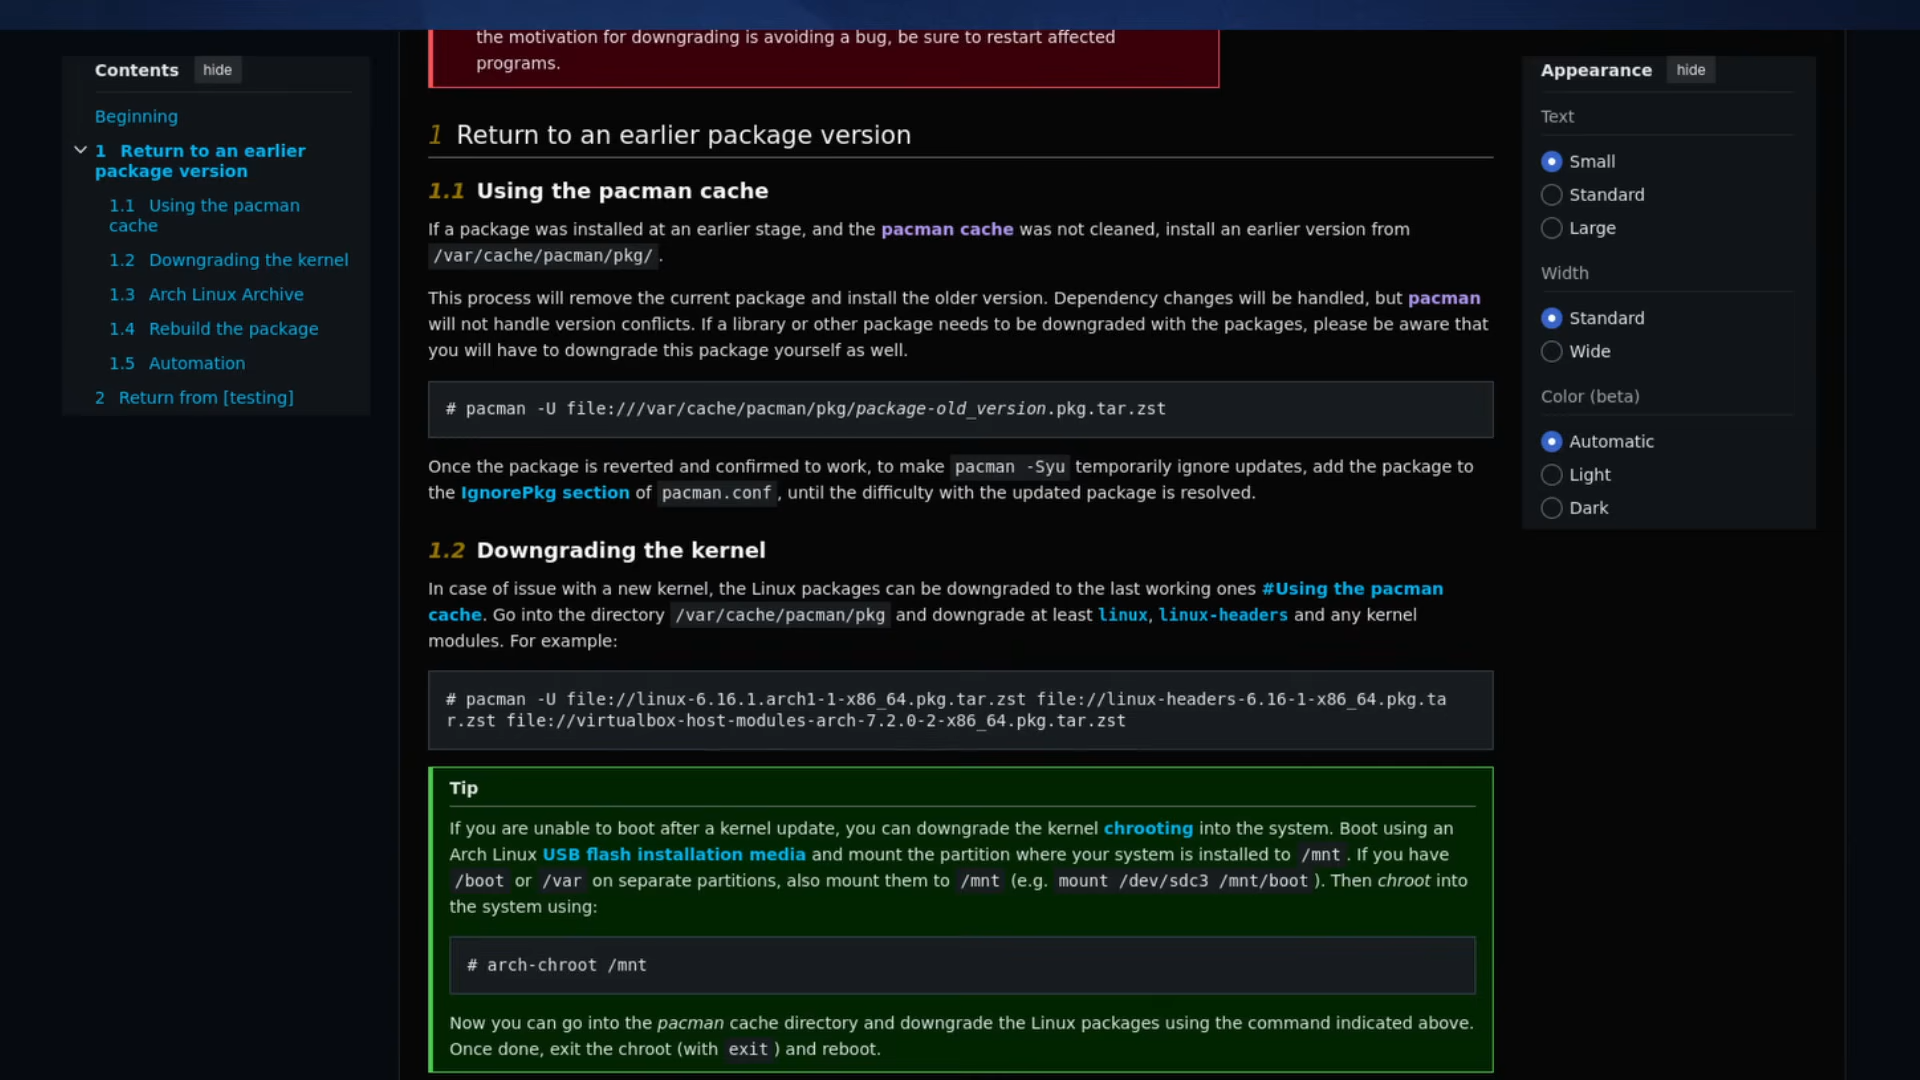 the motivation for downgrading is avoiding a bug, be sure to restart affected
programs.
Contents hide
Beginning
1 Return to an earlier
package version
1.1 Using the pacman
cache
1.2 Downgrading the kernel
1.3 Arch Linux Archive
1.4 Rebuild the package
1.5 Automation
2 Return from [testing]
1 Return to an earlier package version
1.1 Using the pacman cache
If a package was installed at an earlier stage, and the pacman cache was not cleaned, install an earlier version from
/var/cache/pacman/pkg/.
This process will remove the current package and install the older version. Dependency changes will be handled, but pacman
will not handle version conflicts. If a library or other package needs to be downgraded with the packages, please be aware that
you will have to downgrade this package yourself as well.
# pacman -U file:///var/cache/pacman/pkg/package-old_version.pkg.tar.zst
Once the package is reverted and confirmed to work, to make pacman -Syu temporarily ignore updates, add the package to
the IgnorePkg section of pacman.conf, until the difficulty with the updated package is resolved.
1.2 Downgrading the kernel
In case of issue with a new kernel, the Linux packages can be downgraded to the last working ones #Using the pacman
cache. Go into the directory /var/cache/pacman/pkg and downgrade at least linux, linux-headers and any kernel
modules. For example:
# pacman -U file://linux-6.16.1.arch1-1-x86_64.pkg.tar.zst file://linux-headers-6.16-1-x86_64.pkg.ta
r.zst file://virtualbox-host-modules-arch-7.2.0-2-x86_64.pkg.tar.zst
Tip
If you are unable to boot after a kernel update, you can downgrade the kernel chrooting into the system. Boot using an
Arch Linux USB flash installation media and mount the partition where your system is installed to /mnt. If you have
/boot or /var on separate partitions, also mount them to /mnt (e.g. mount /dev/sdc3 /mnt/boot). Then chroot into
the system using:
# arch-chroot /mnt
Now you can go into the pacman cache directory and downgrade the Linux packages using the command indicated above.
Once done, exit the chroot (with exit) and reboot.
Appearance hide
Text
Small
Standard
Large
Width
Standard
Wide
Color (beta)
Automatic
Light
Dark